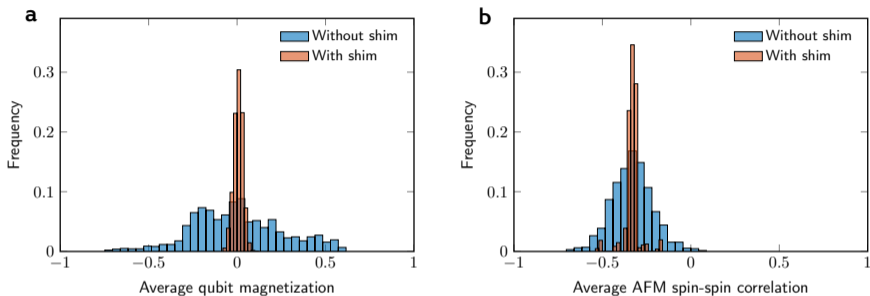 a
Without shim
With shim
Frequency
0.3
0.2
0.1
0
−1
−0.5
0
0.5
1
Average qubit magnetization
b
Without shim
With shim
Frequency
0.3
0.2
0.1
0
−1
−0.5
0
0.5
1
Average AFM spin-spin correlation